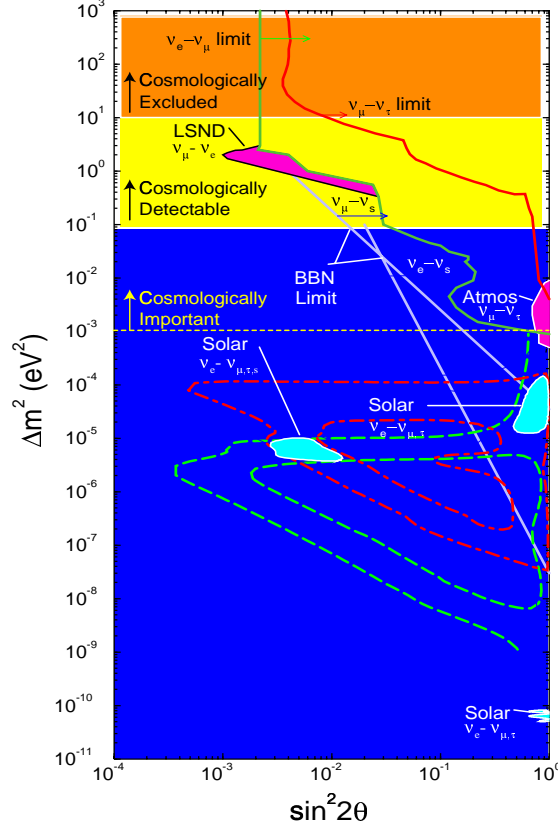 10³
10²
10¹
10⁰
10⁻¹
10⁻²
10⁻³
10⁻⁴
10⁻⁵
10⁻⁶
10⁻⁷
10⁻⁸
10⁻⁹
10⁻¹⁰
10⁻¹¹
Δm² (eV²)
νe–νμ limit
Cosmologically
Excluded
νμ–ντ limit
LSND
νμ- νe
Cosmologically
Detectable
νμ–νs
BBN
Limit
νe–νs
Cosmologically
Important
Atmos
νμ–ντ
Solar
νe- νμ,τ,s
Solar
νe–νμ,τ
Solar
νe- νμ,τ
10⁻⁴
10⁻³
10⁻²
10⁻¹
10⁰
sin²2θ